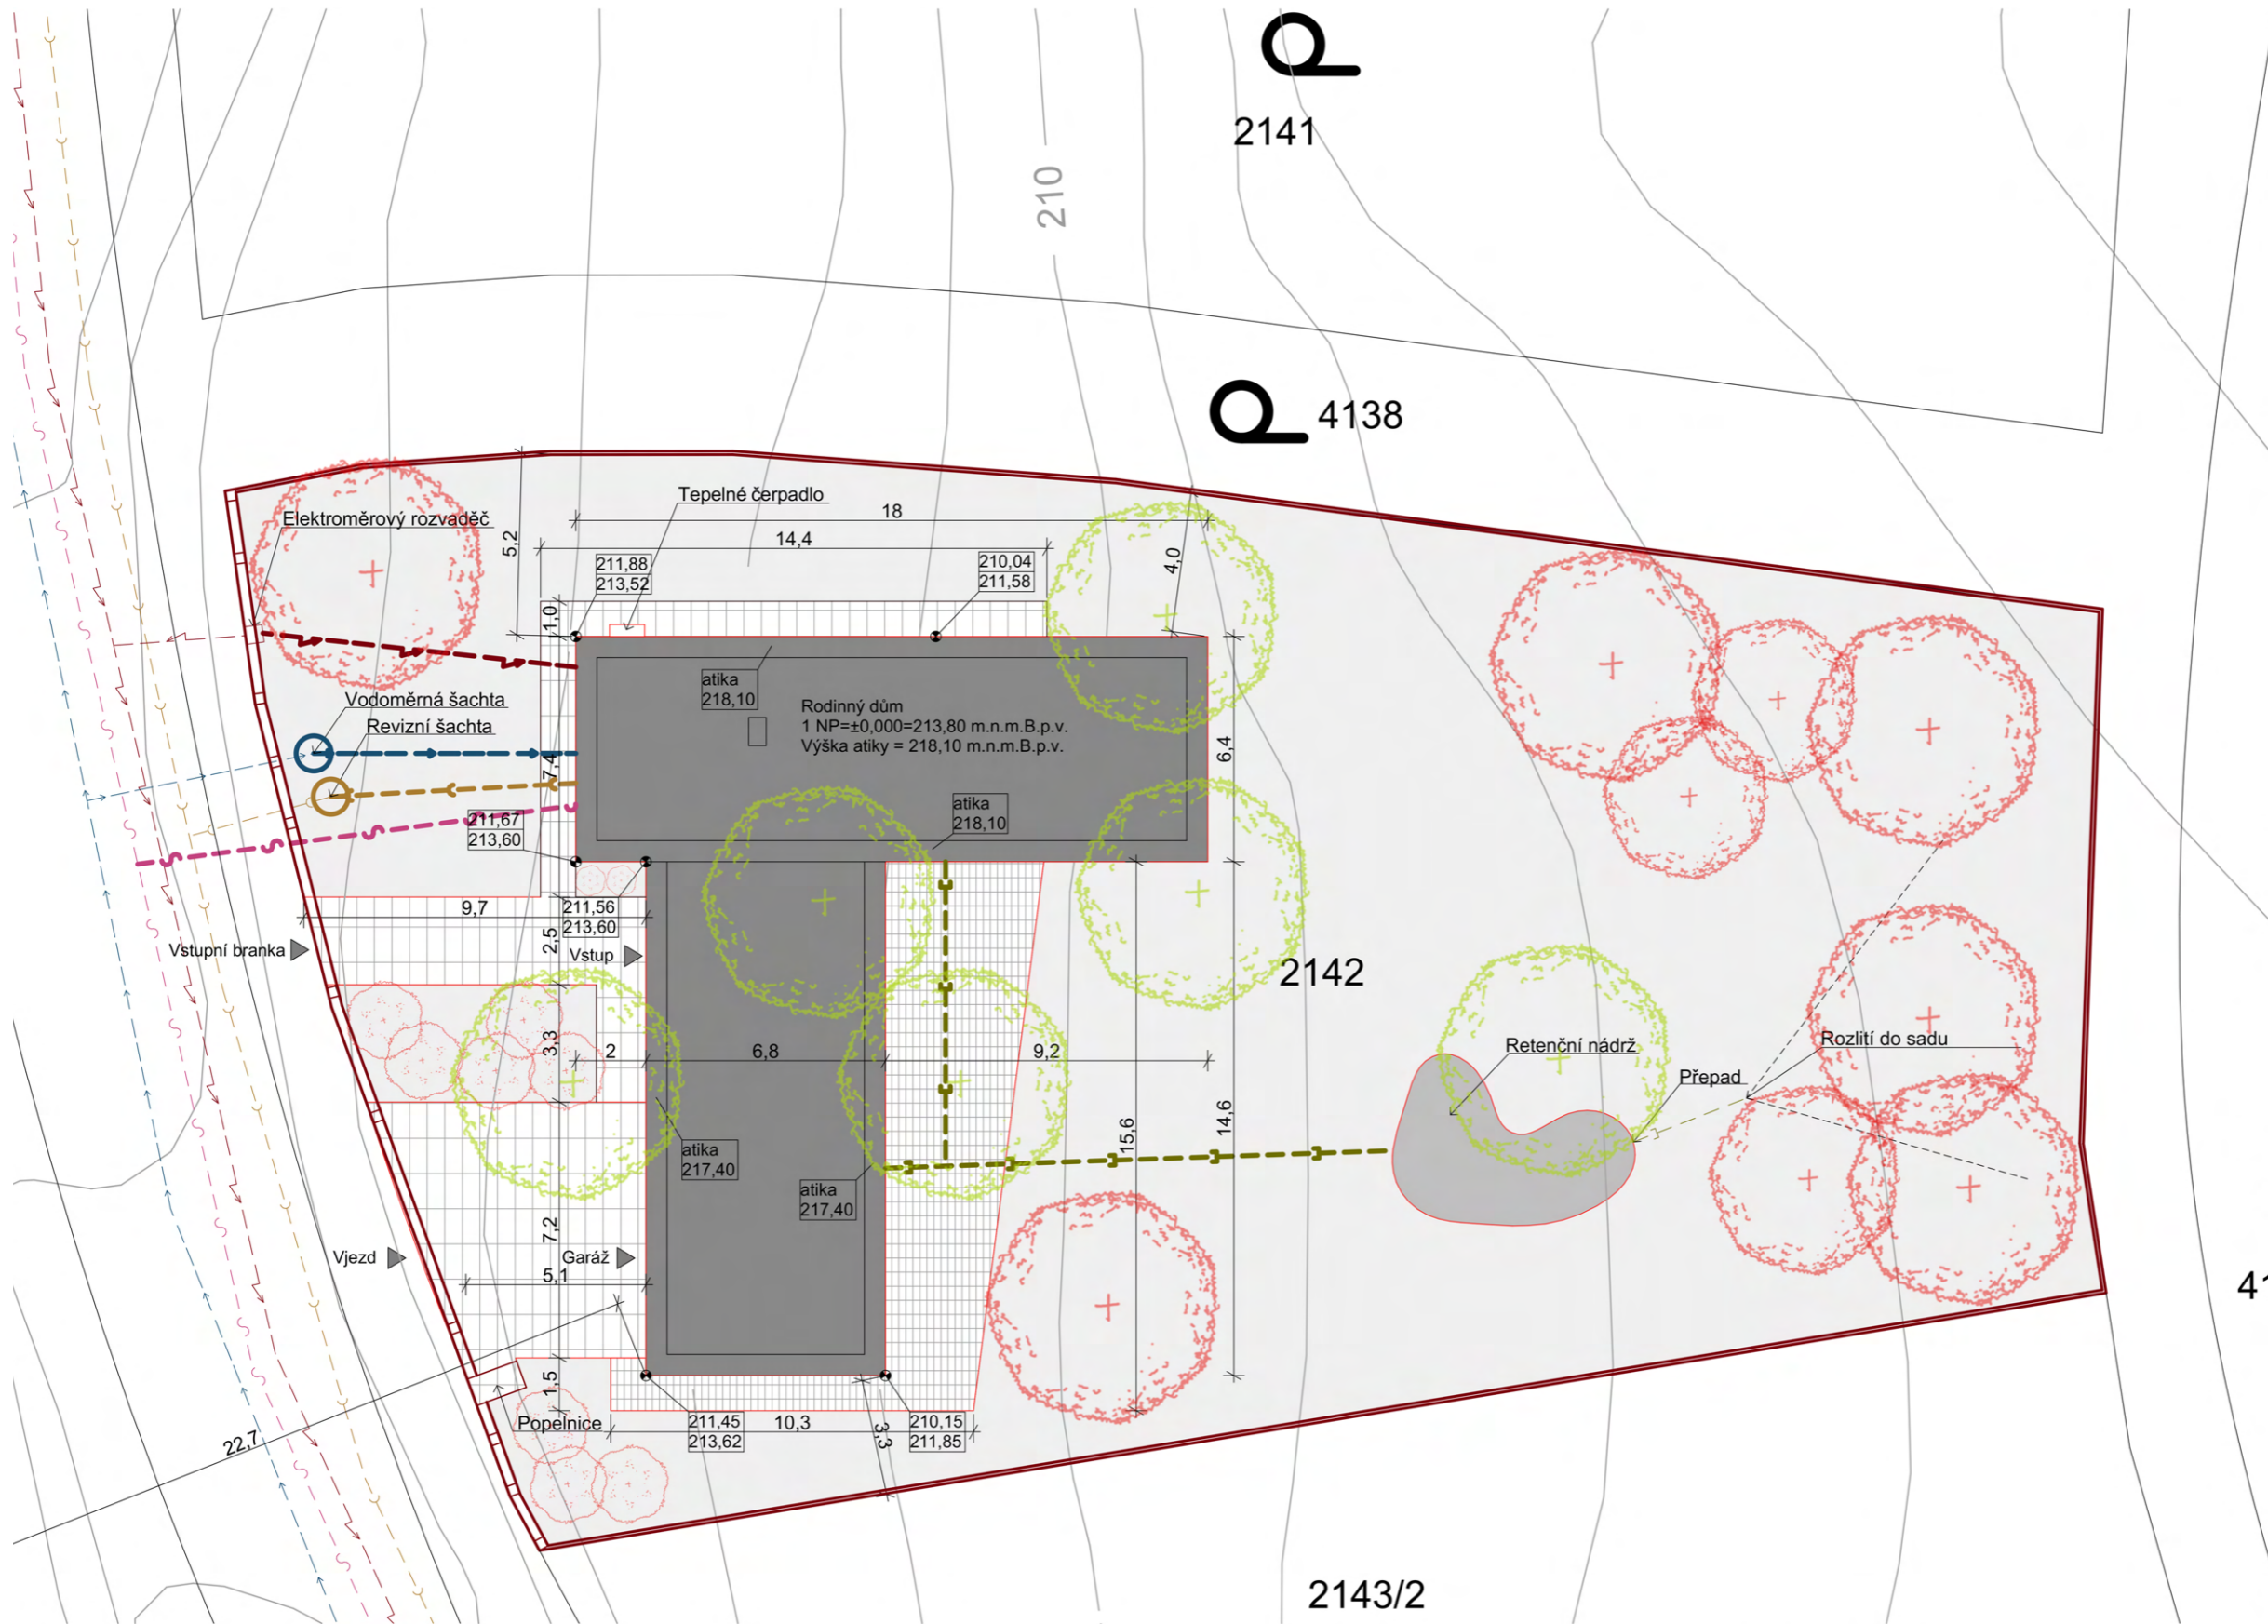 2141
210
4138
Tepelné čerpadlo
Elektroměrový rozvaděč
18
14,4
5,2
4,0
211,88
213,52
210,04
211,58
1,0
atika
218,10
Vodoměrná šachta
Revizní šachta
Rodinný dům
1 NP=±0,000=213,80 m.n.m.B.p.v.
Výška atiky = 218,10 m.n.m.B.p.v.
7,4
6,4
atika
218,10
211,67
213,60
9,7
211,56
213,60
Vstupní branka
2,5
Vstup
2142
3,3
2
6,8
9,2
Retenční nádrž
Rozlití do sadu
Přepad
15,6
14,6
atika
217,40
atika
217,40
7,2
Vjezd
Garáž
5,1
41
1,5
Popelnice
211,45
213,62
10,3
3,3
210,15
211,85
22,7
2143/2